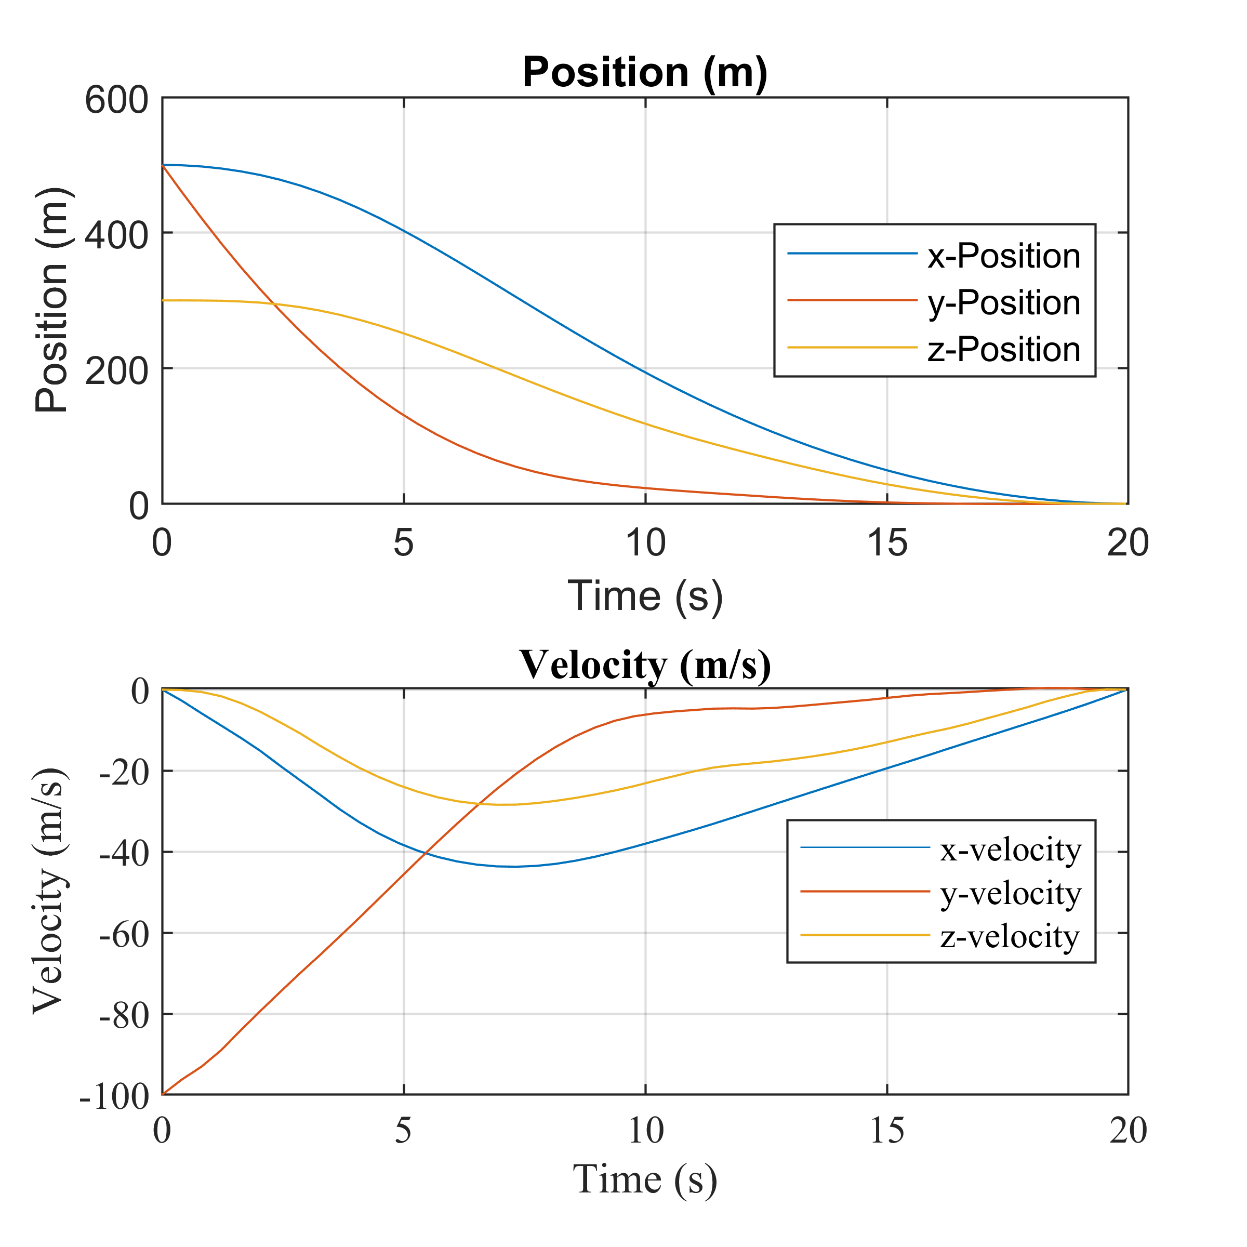 Position (m)
600
400
200
0
Position (m)
x-Position
y-Position
z-Position
0 5 10 15 20
Time (s)
Velocity (m/s)
0
-20
-40
-60
-80
-100
Velocity (m/s)
x-velocity
y-velocity
z-velocity
0 5 10 15 20
Time (s)